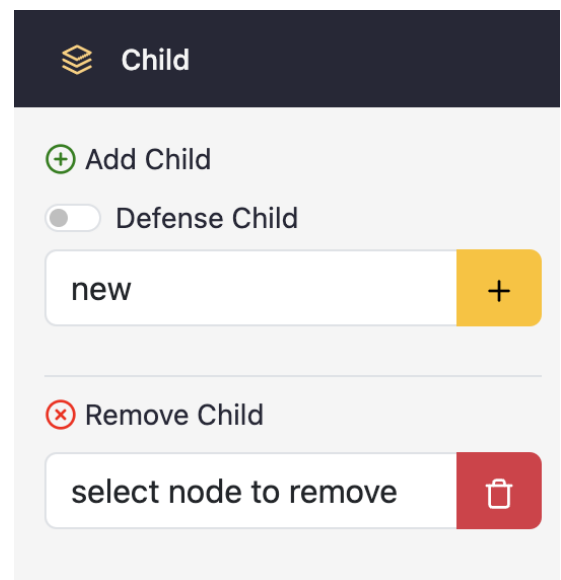 Child
Add Child
Defense Child
new
Remove Child
select node to remove